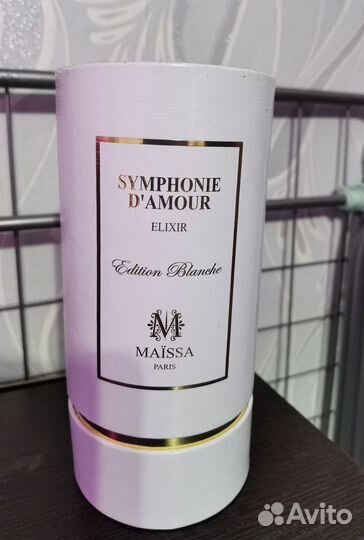 SYMPHONIE
D'AMOUR
ELIXIR
Edition Blanche
M
MAÏSSA
PARIS
Avito